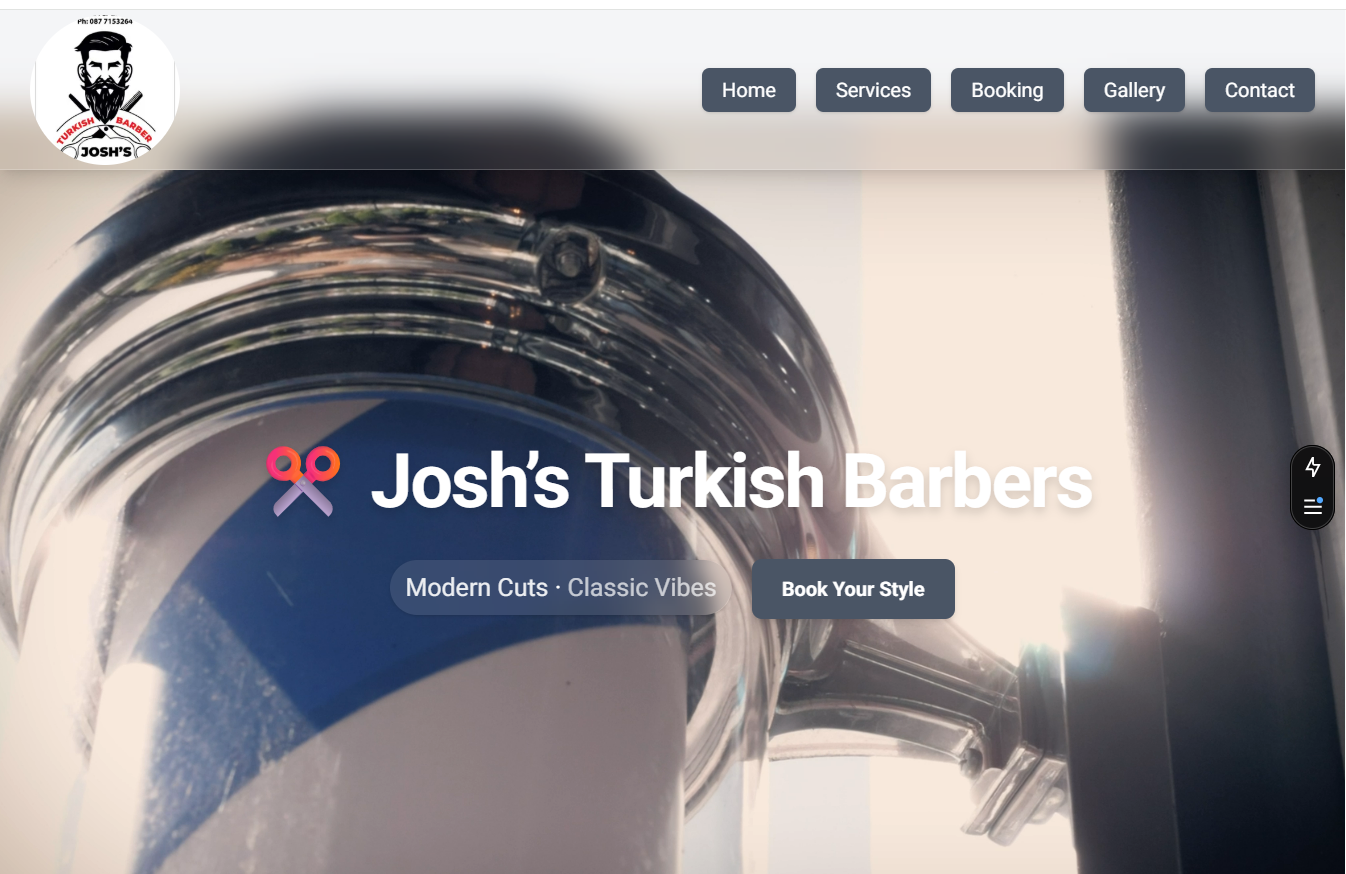 Ph: 087 7153264
TURKISH BARBER
JOSH'S
Home Services Booking Gallery Contact
Josh’s Turkish Barbers
Modern Cuts · Classic Vibes
Book Your Style